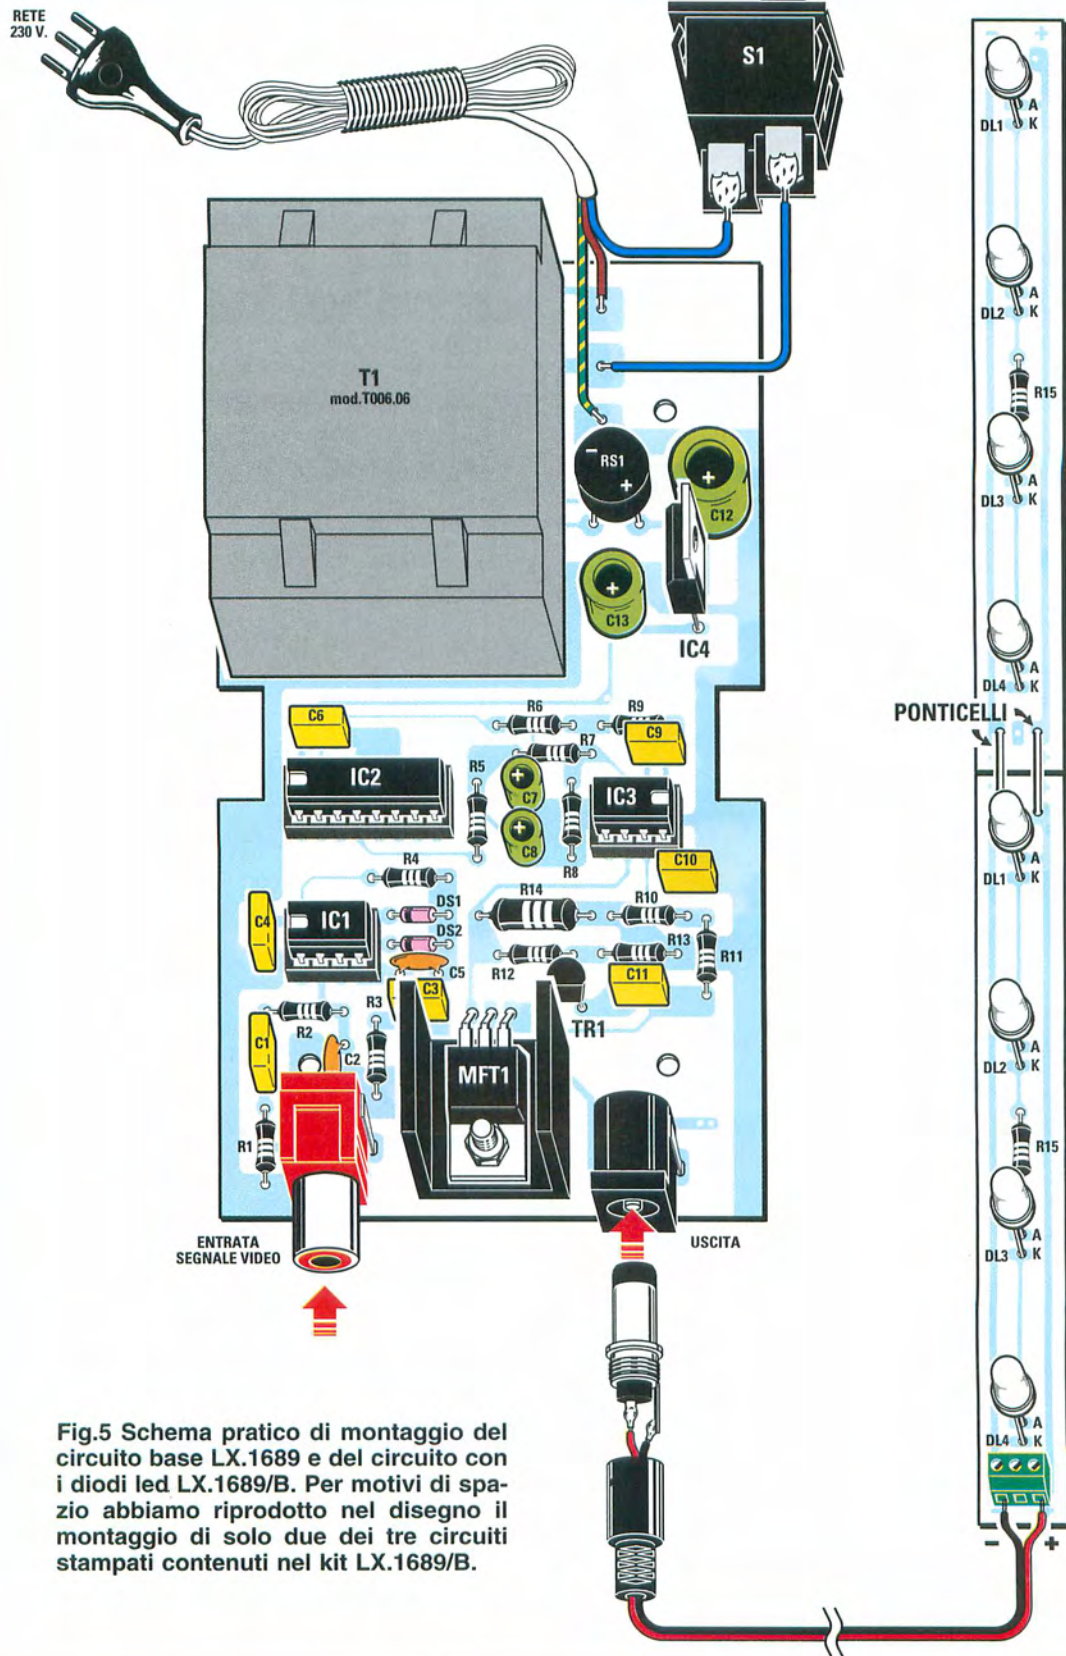 RETE
230 V.
S1
- +
A
DL1 K
A
DL2 K
T1
mod.T006.06
R15
RS1
- +
+
C12
A
DL3 K
+
C13
IC4
A
DL4 K
PONTICELLI
C6
R6
R9
C9
R7
IC2
R5
+
C7
IC3
+
C8
R8
C10
A
DL1 K
R4
R14
DS1
R10
C4
IC1
DS2
R13
R11
C5
R12
C3
C11
R3
R2
TR1
C1
C2
MFT1
A
DL2 K
R1
R15
ENTRATA
SEGNALE VIDEO
USCITA
A
DL3 K
A
DL4 K
- +
Fig.5 Schema pratico di montaggio del
circuito base LX.1689 e del circuito con
i diodi led LX.1689/B. Per motivi di spa-
zio abbiamo riprodotto nel disegno il
montaggio di solo due dei tre circuiti
stampati contenuti nel kit LX.1689/B.